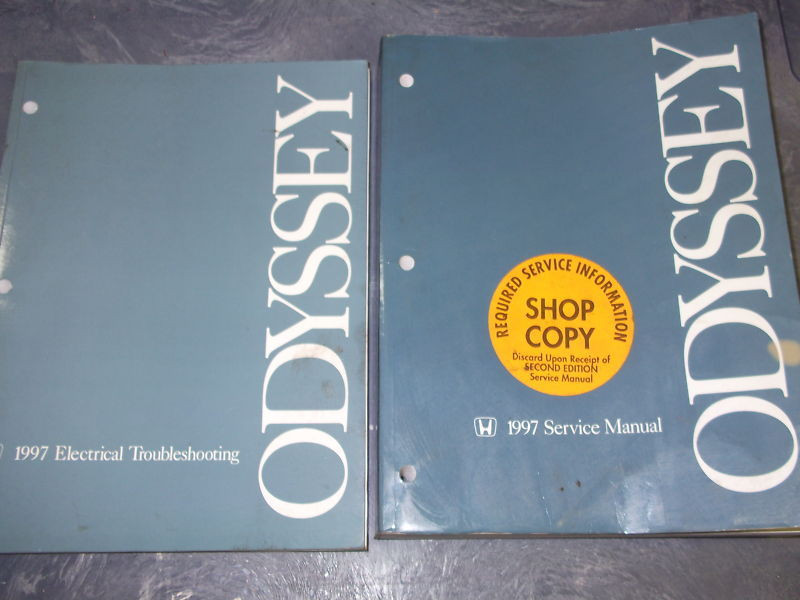 ODYSSEY
1997 Electrical Troubleshooting
ODYSSEY
REQUIRED SERVICE INFORMATION
SHOP
COPY
Discard Upon Receipt of
SECOND EDITION
Service Manual
1997 Service Manual